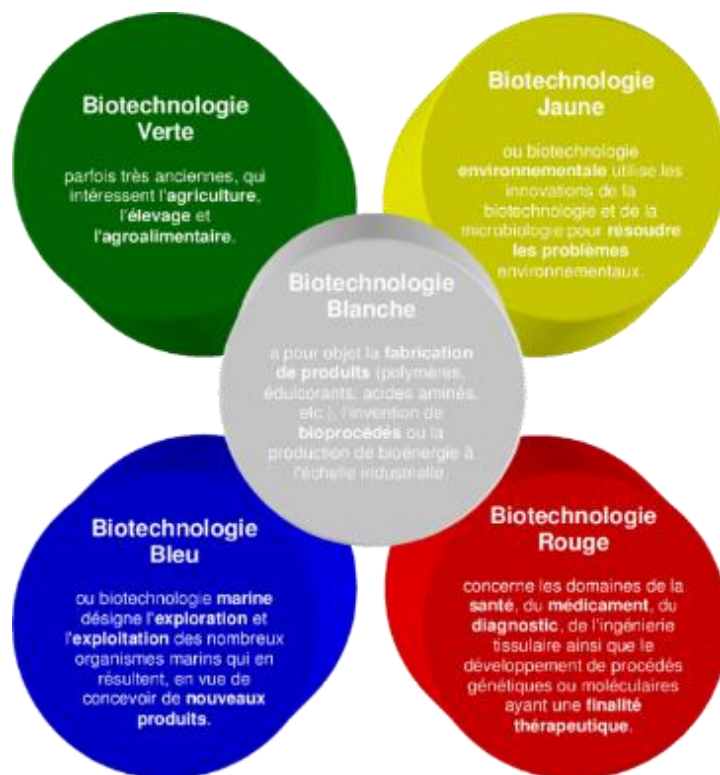 Biotechnologie
Verte
parfois très anciennes, qui
intéressent l'agriculture,
l'élevage et
l'agroalimentaire.
Biotechnologie
Jaune
ou biotechnologie
environnementale utilise les
innovations de la
biotechnologie et de la
microbiologie pour résoudre
les problèmes
environnementaux.
Biotechnologie
Blanche
a pour objet la fabrication
de produits (polymères,
édulcorants, acides aminés,
etc.), l'invention de
bioprocédés ou la
production de bioénergie à
l'échelle industrielle.
Biotechnologie
Bleu
ou biotechnologie marine
désigne l'exploration et
l'exploitation des nombreux
organismes marins qui en
résultent, en vue de
concevoir de nouveaux
produits.
Biotechnologie
Rouge
concerne les domaines de la
santé, du médicament, du
diagnostic, de l'ingénierie
tissulaire ainsi que le
développement de procédés
génétiques ou moléculaires
ayant une finalité
thérapeutique.